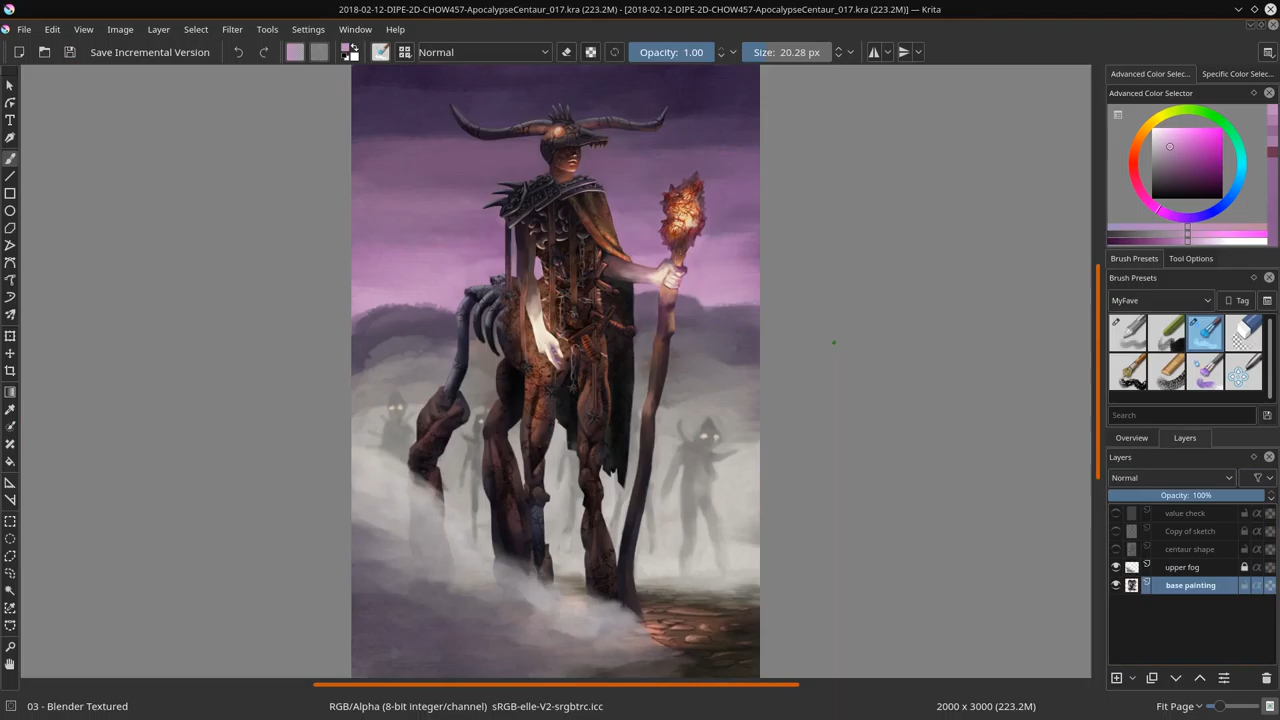 2018-02-12-DIPE-2D-CHOW457-ApocalypseCentaur_017.kra (223.2M) - [2018-02-12-DIPE-2D-CHOW457-ApocalypseCentaur_017.kra (223.2M)] — Krita
File Edit View Image Layer Select Filter Tools Settings Window Help
Save Incremental Version Normal Opacity: 1.00 Size: 20.28 px
Advanced Color Selec... Specific Color Selec...
Advanced Color Selector
Brush Presets Tool Options
Brush Presets
MyFave Tag
Search
Overview Layers
Layers
Normal
Opacity: 100%
value check
Copy of sketch
centaur shape
upper fog
base painting
03 - Blender Textured RGB/Alpha (8-bit integer/channel) sRGB-elle-V2-srgbtrc.icc 2000 x 3000 (223.2M) Fit Page